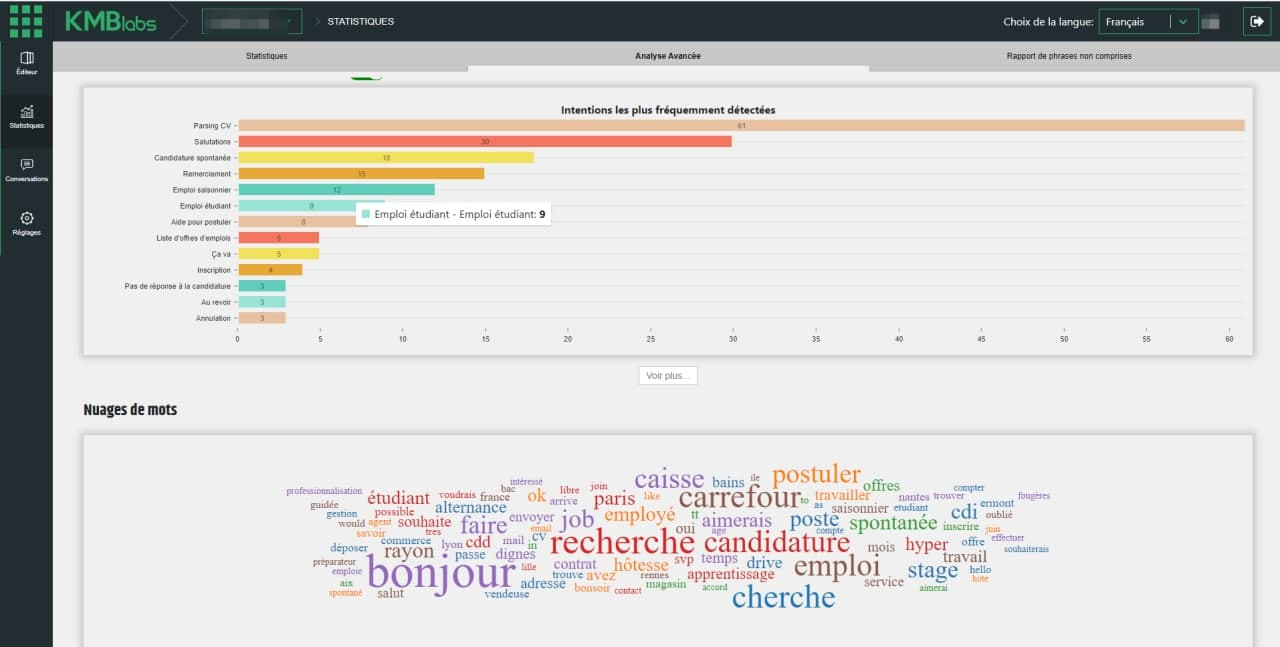 KMBlabs
STATISTIQUES
Choix de la langue:
Français
Éditeur
Statistiques
Conversations
Réglages
Statistiques
Analyse Avancée
Rapport de phrases non comprises
Intentions les plus fréquemment détectées
Parsing CV
61
Salutations
30
Candidature spontanée
18
Remerciement
15
Emploi saisonnier
12
Emploi étudiant
9
Emploi étudiant - Emploi étudiant: 9
Aide pour postuler
8
Liste d'offres d'emplois
5
Ça va
5
Inscription
4
Pas de réponse à la candidature
3
Au revoir
3
Annulation
3
0 5 10 15 20 25 30 35 40 45 50 55 60
Voir plus...
Nuages de mots
intéressé caisse bains ile postuler
professionnalisation bac libre join offres compter
étudiant voudrais france ok arrive paris like carrefour to travailler nantes trouver fougères
guidée possible alternance as saisonnier etudiant cdi ermont
gestion envoyer job employé tt aimerais poste spontanée oublié
would agent souhaite faire email oui age compte inscrire juin
savoir tres cv recherche candidature
commerce lyon cdd mail in mois hyper offre effectuer
déposer rayon passe dignes svp temps travail souhaiterais
préparateur bonjour lille contrat hôtesse drive emploi stage hello
emploie trouve avez rennes apprentissage service hote
aix adresse magasin accord aimerai
spontané salut vendeuse bonsoir contact cherche